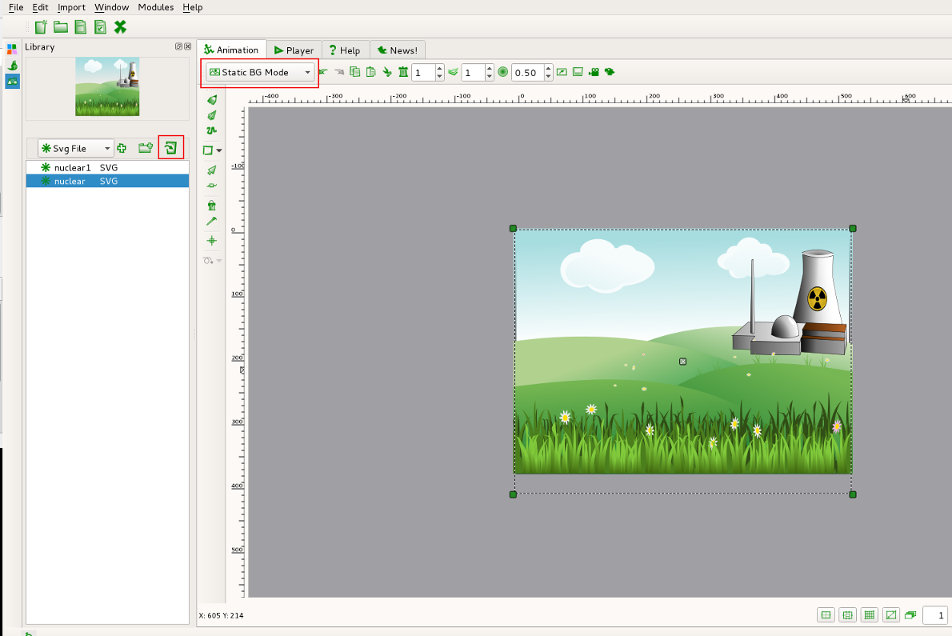 File Edit Import Window Modules Help
Library
Animation Player Help News!
Static BG Mode 1 1 0.50
-400 -300 -200 -100 0 100 200 300 400 500 600
Svg File
nuclear1 SVG
nuclear SVG
-100
0
100
200
300
400
500
X: 605 Y: 214
1